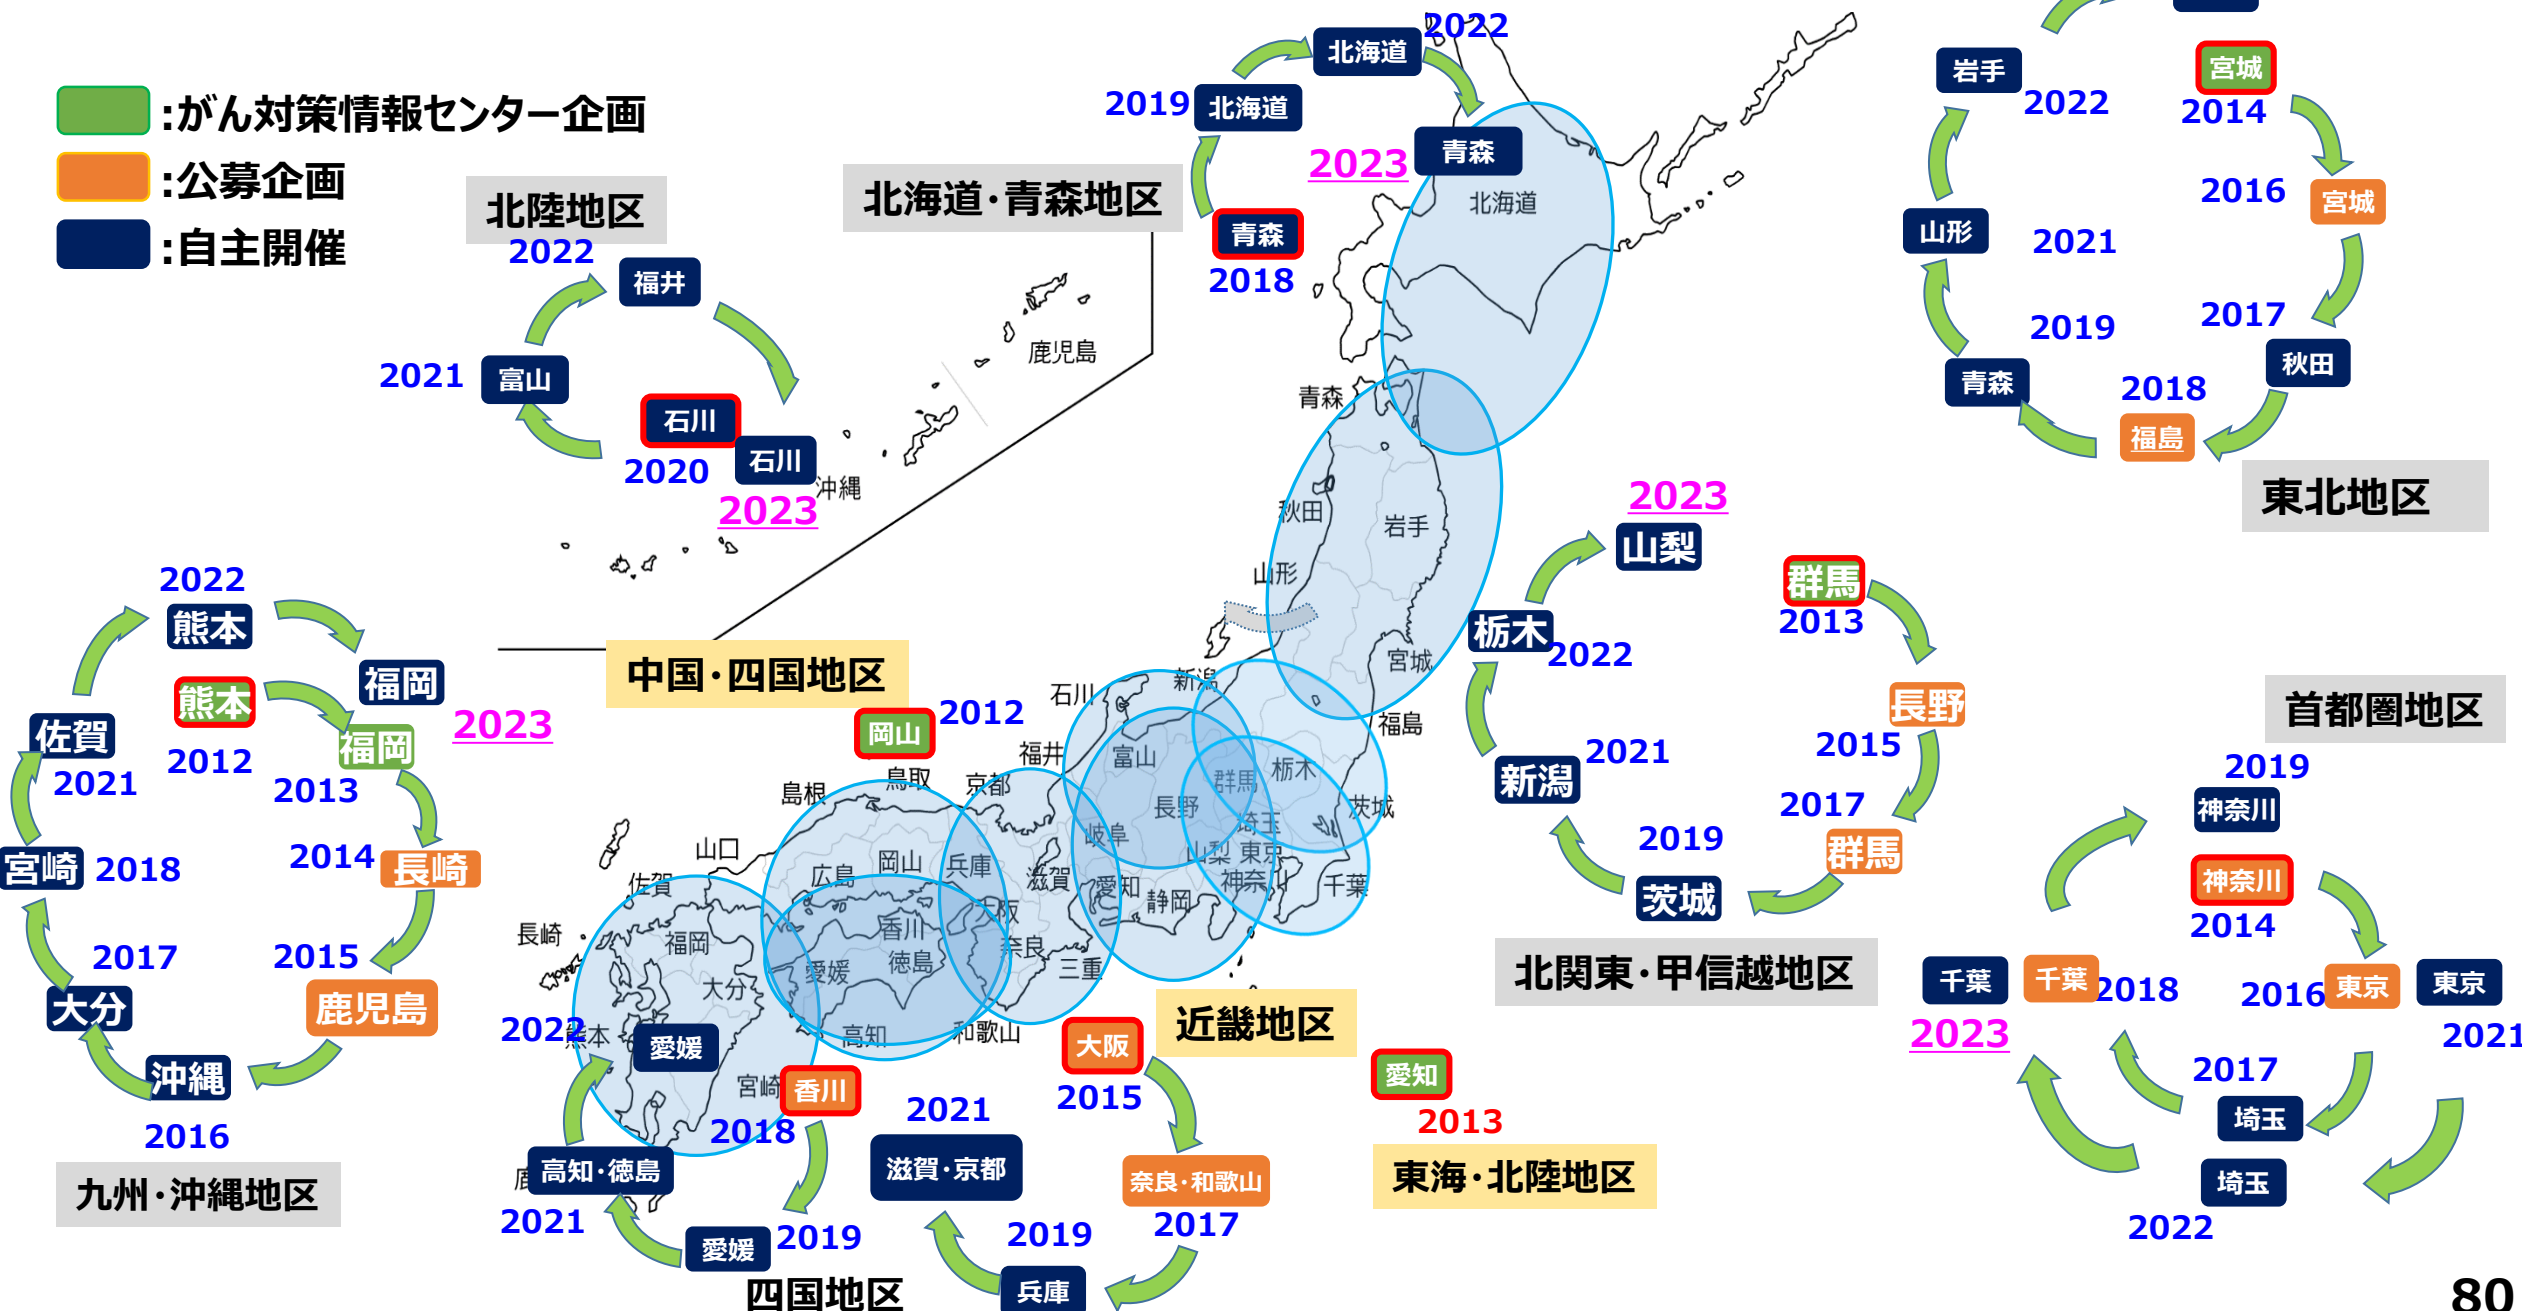 :がん対策情報センター企画
:公募企画
:自主開催
北陸地区
2022
福井
2021
富山
石川
2020
石川
2023
北海道・青森地区
2022
北海道
2019
北海道
2023
青森
青森
2018
岩手
2022
宮城
2014
2016
宮城
山形
2021
2017
秋田
2019
青森
2018
福島
東北地区
北海道
鹿児島
沖縄
青森
秋田
岩手
山形
宮城
新潟
石川
福島
福井
富山
群馬
栃木
島根
鳥取
京都
長野
茨城
岐阜
埼玉
山口
広島
岡山
兵庫
滋賀
山梨
東京
佐賀
愛知
静岡
神奈川
千葉
長崎
福岡
香川
大阪
奈良
愛媛
徳島
三重
大分
熊本
高知
和歌山
宮崎
鹿
2022
熊本
福岡
2023
熊本
2012
福岡
2013
佐賀
2021
2014
長崎
宮崎
2018
2017
大分
2015
鹿児島
沖縄
2016
九州・沖縄地区
中国・四国地区
岡山
2012
2023
山梨
栃木
2022
群馬
2013
長野
2015
新潟
2021
2017
群馬
2019
茨城
北関東・甲信越地区
首都圏地区
2019
神奈川
神奈川
2014
千葉
2023
千葉
2018
2016
東京
東京
2021
2017
埼玉
埼玉
2022
近畿地区
大阪
2015
奈良・和歌山
2017
2021
滋賀・京都
2019
兵庫
愛知
2013
東海・北陸地区
2022
愛媛
香川
2018
高知・徳島
2021
愛媛
2019
四国地区
80